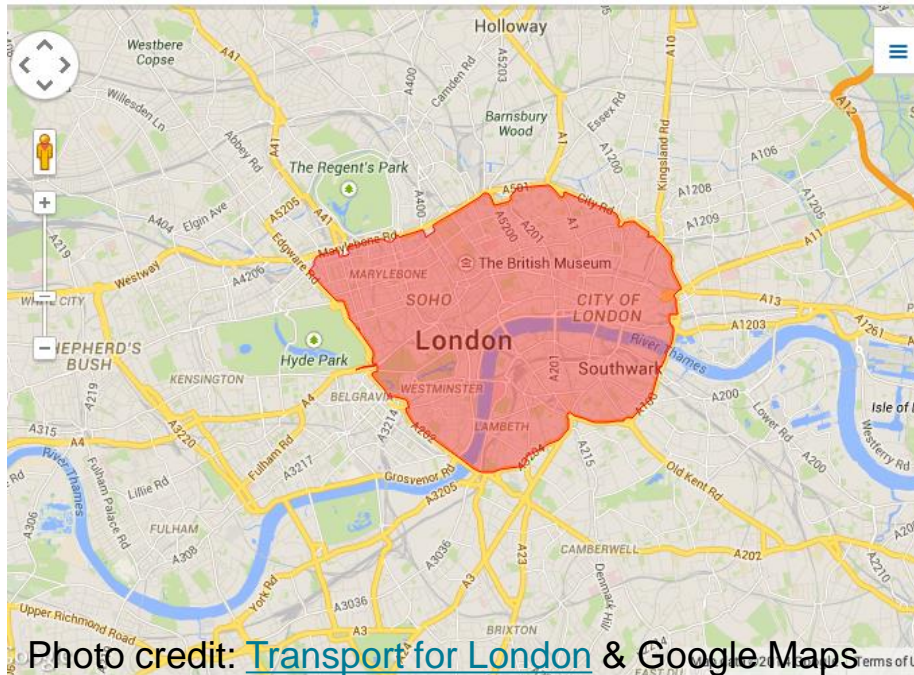 Holloway
Westbere
Copse
A41
A400
Camden Rd
A5203
A10
Willesden Ln
Abbey Rd
Barnsbury
Wood
A1
Essex Rd
A12
A41
The Regent's Park
A1200
Kingsland Rd
A106
A404
Elgin Ave
A5205
A41
A400
A501
City Rd
A1208
A1205
A219
Edgware Rd
Marylebone Rd
A5200
A201
A1
A1209
A11
Westway
A4206
MARYLEBONE
The British Museum
WHITE CITY
SOHO
CITY OF
LONDON
A13
A1203
A1261
SHEPHERD'S
BUSH
Hyde Park
London
River Thames
KENSINGTON
A201
Southwark
A219
BELGRAVIA
WESTMINSTER
A4
A100
A200
Isle of
A315
A4
A3220
A3214
A202
LAMBETH
Lower Rd
Westferry Rd
Fulham Rd
A3217
A3204
A215
River Thames
Lillie Rd
Fulham Palace Rd
Grosvenor Rd
A3205
Old Kent Rd
A200
A306
FULHAM
A308
A3036
A3
A23
CAMBERWELL
A202
A2210
York Rd
A3036
Denmark Hill
Upper Richmond Road
A3
A24
BRIXTON
Photo credit: Transport for London & Google Maps
Terms of